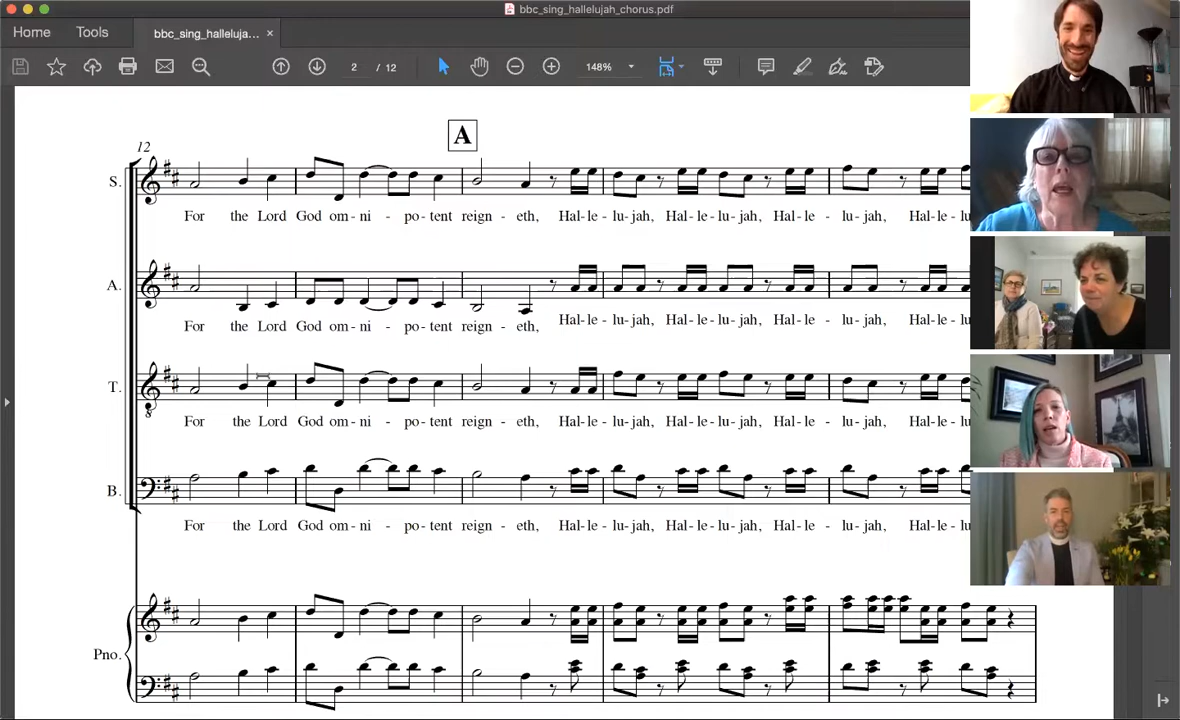 bbc_sing_hallelujah_chorus.pdf
Home Tools bbc_sing_halleluja... ×
2 / 12 148%
12 A
S.
For the Lord God om - ni - po - tent reign - eth, Hal - le - lu - jah, Hal - le - lu - jah, Hal - le - lu - jah, Hal - le - lu
A.
For the Lord God om - ni - po - tent reign - eth, Hal - le - lu - jah, Hal - le - lu - jah, Hal - le - lu - jah, Hal - le - lu
T.
For the Lord God om - ni - po - tent reign - eth, Hal - le - lu - jah, Hal - le - lu - jah, Hal - le - lu - jah, Hal - le - lu
B.
For the Lord God om - ni - po - tent reign - eth, Hal - le - lu - jah, Hal - le - lu - jah, Hal - le - lu - jah, Hal - le - lu
Pno.